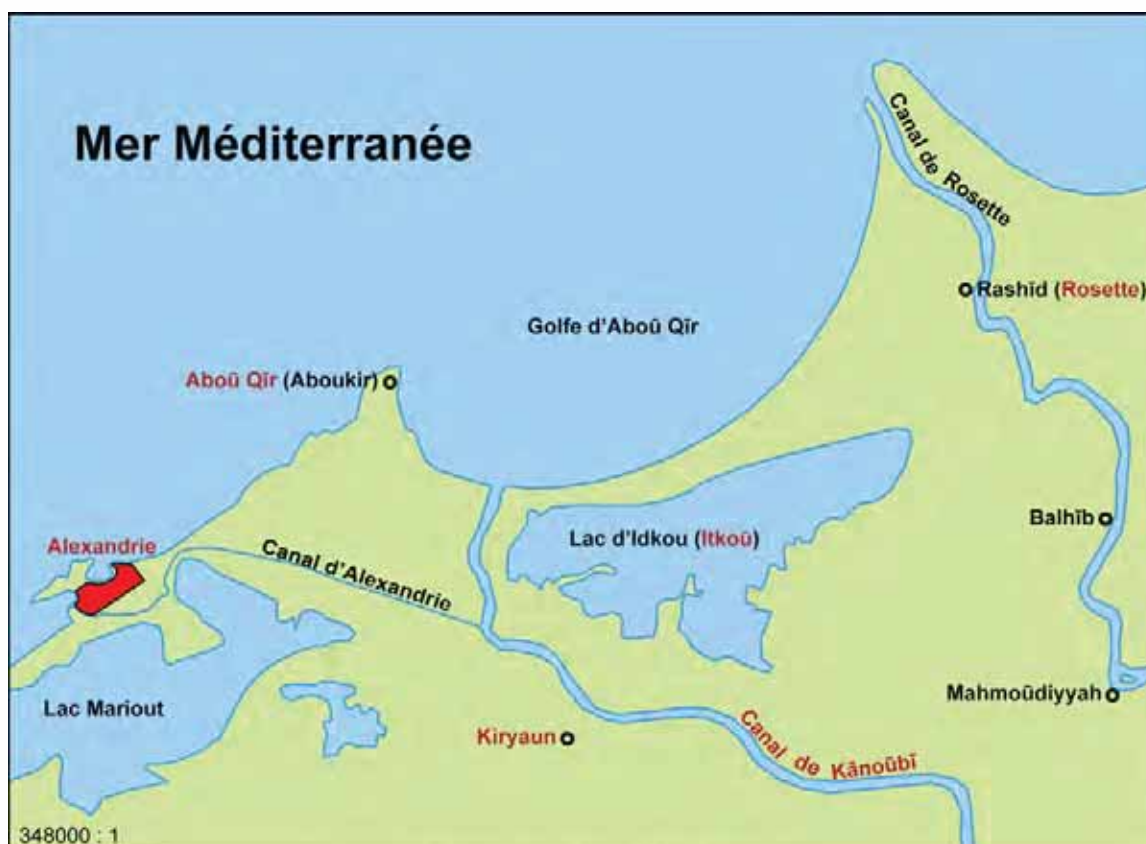 Mer Méditerranée
Canal de Rosette
Rashīd (Rosette)
Golfe d'Aboû Qīr
Aboû Qīr (Aboukir)
Balhīb
Lac d'Idkou (Itkoû)
Alexandrie
Canal d'Alexandrie
Mahmoûdiyyah
Lac Mariout
Kiryaun
Canal de Kânoûbī
348000 : 1